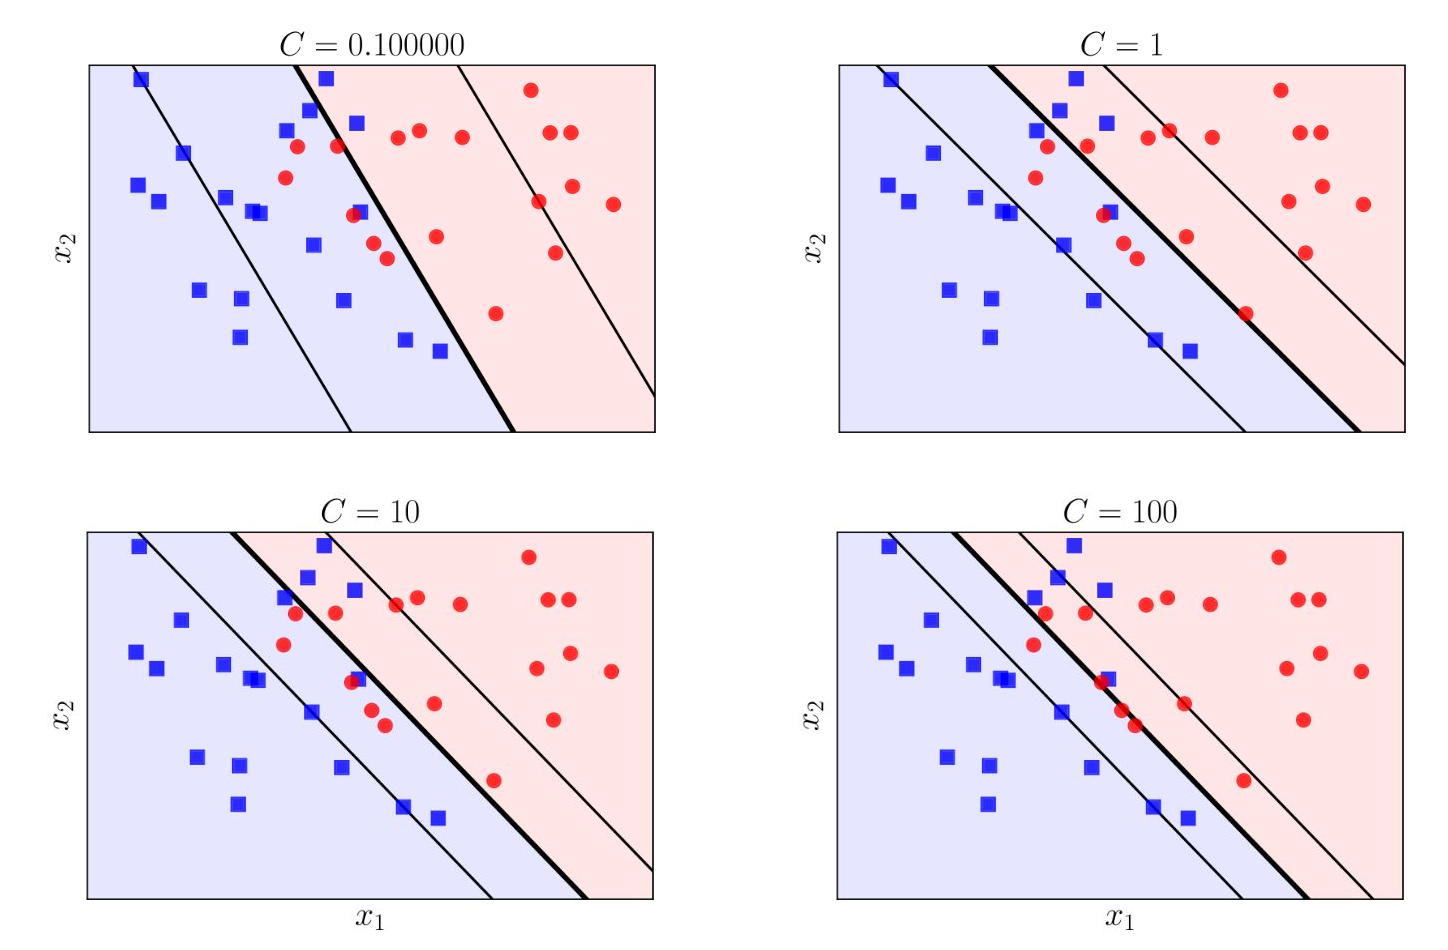 C = 0.100000
C = 1
x₂
x₂
C = 10
C = 100
x₂
x₂
x₁
x₁